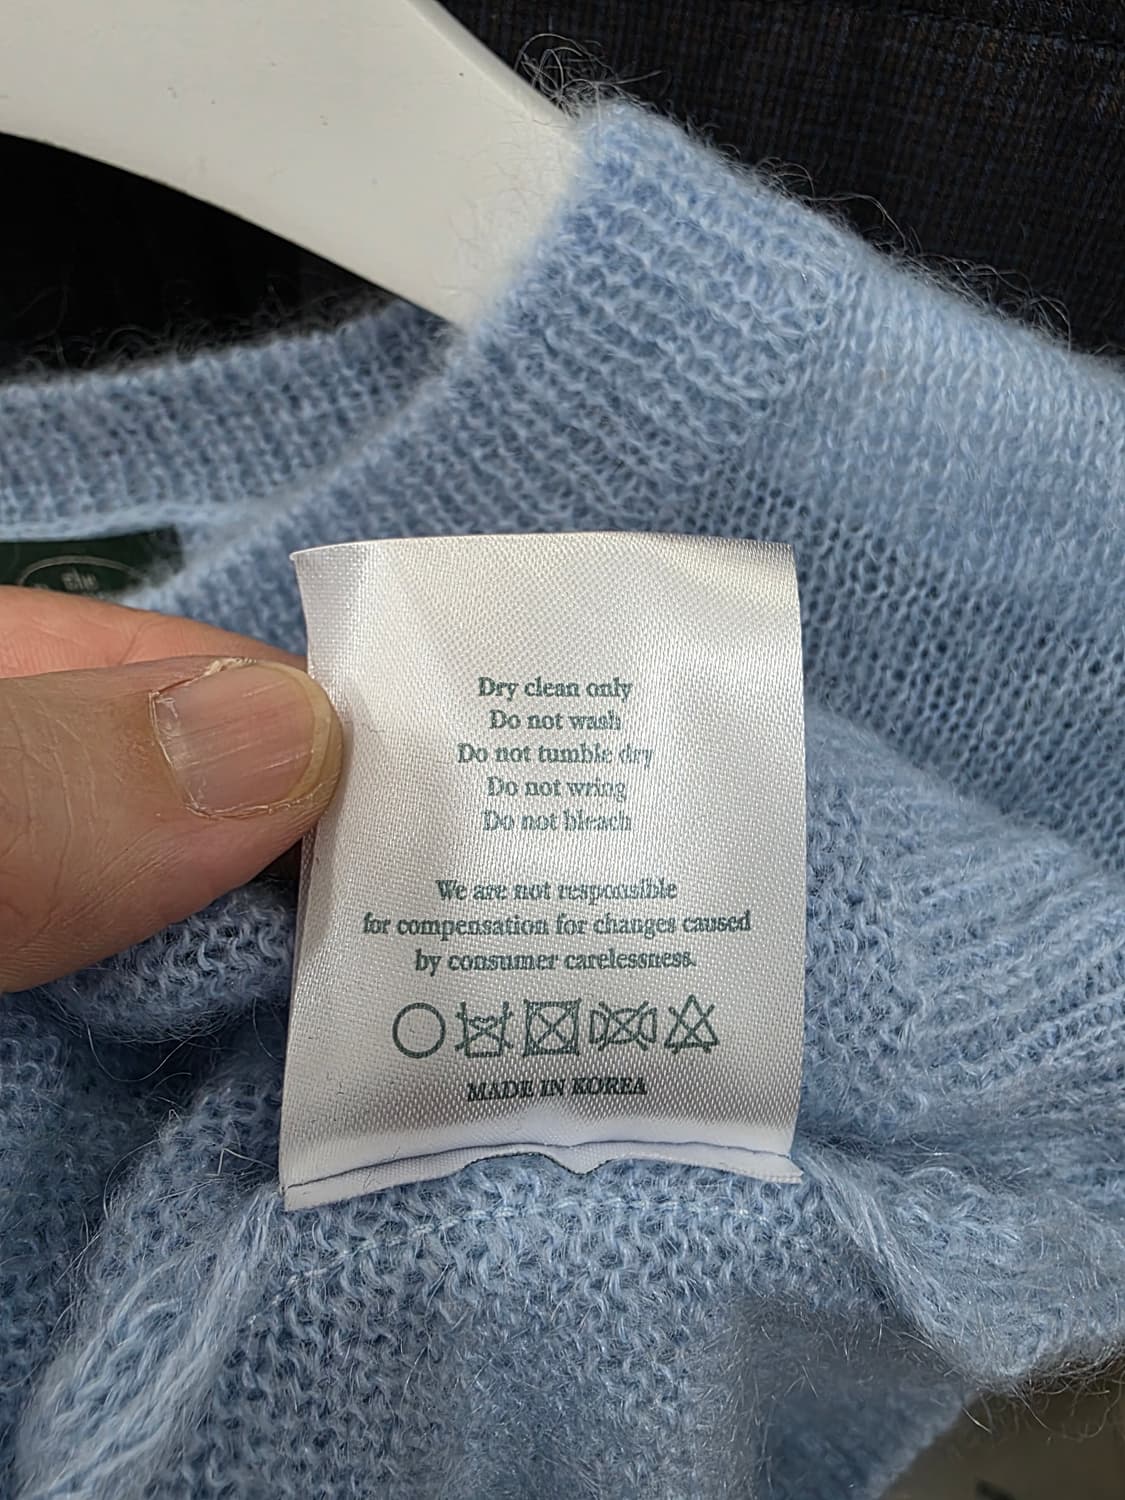 the
Dry clean only
Do not wash
Do not tumble dry
Do not wring
Do not bleach
We are not responsible
for compensation for changes caused
by consumer carelessness.
MADE IN KOREA